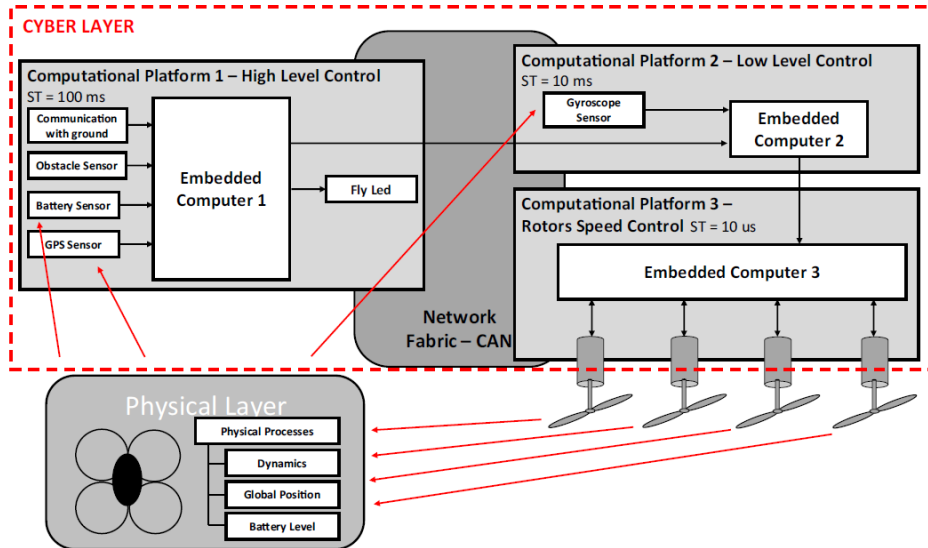 CYBER LAYER
Computational Platform 1 – High Level Control
ST = 100 ms
Communication
with ground
Obstacle Sensor
Battery Sensor
GPS Sensor
Embedded
Computer 1
Fly Led
Network
Fabric – CAN
Computational Platform 2 – Low Level Control
ST = 10 ms
Gyroscope
Sensor
Embedded
Computer 2
Computational Platform 3 –
Rotors Speed Control ST = 10 us
Embedded Computer 3
Physical Layer
Physical Processes
Dynamics
Global Position
Battery Level